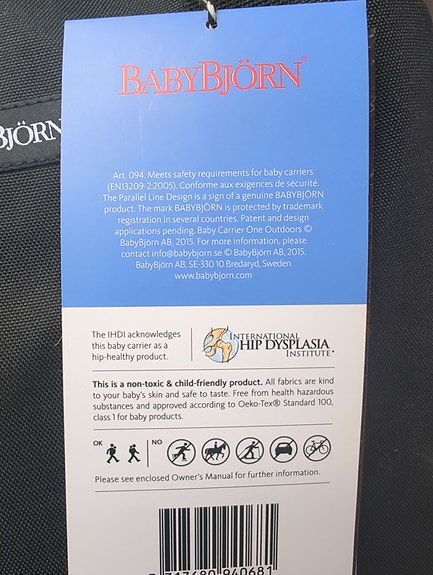 BABYBJÖRN®
BJÖRN
Art. 094. Meets safety requirements for baby carriers
(EN13209-2:2005). Conforme aux exigences de sécurité.
The Parallel Line Design is a sign of a genuine BABYBJÖRN
product. The mark BABYBJÖRN is protected by trademark
registration in several countries. Patent and design
applications pending. Baby Carrier One Outdoors ©
BabyBjörn AB, 2015. For more information, please
contact info@babybjorn.se © BabyBjörn AB, 2015.
BabyBjörn AB, SE-330 10 Bredaryd, Sweden
www.babybjorn.com
The IHDI acknowledges
this baby carrier as a
hip-healthy product.
INTERNATIONAL
HIP DYSPLASIA
INSTITUTE
This is a non-toxic & child-friendly product. All fabrics are kind
to your baby's skin and safe to taste. Free from health hazardous
substances and approved according to Oeko-Tex® Standard 100,
class 1 for baby products.
OK NO
Please see enclosed Owner's Manual for further information.
7 317680 940681